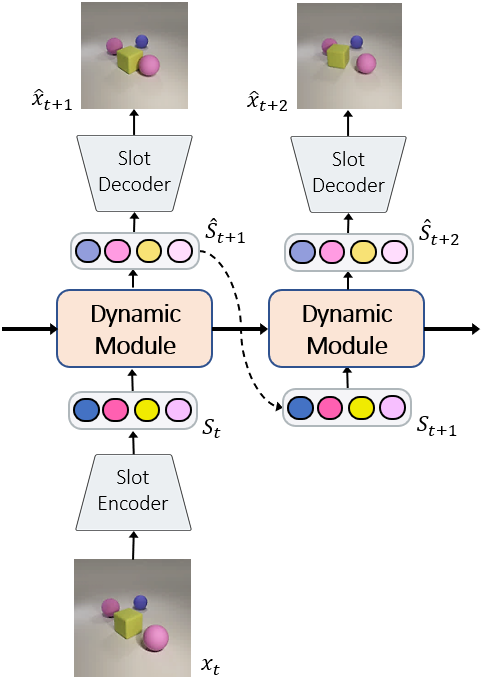 x̂ₜ₊₁
x̂ₜ₊₂
Slot
Decoder
Slot
Decoder
Ŝₜ₊₁
Ŝₜ₊₂
Dynamic
Module
Dynamic
Module
Sₜ
Sₜ₊₁
Slot
Encoder
xₜ